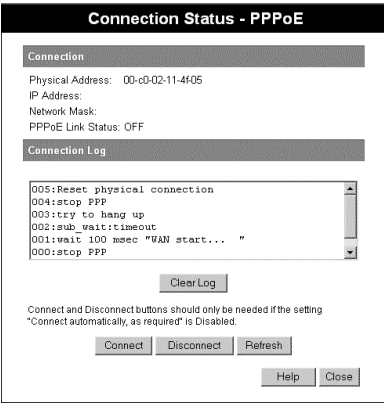 Connection Status - PPPoE
Connection
Physical Address: 00-c0-02-11-4f-05
IP Address:
Network Mask:
PPPoE Link Status: OFF
Connection Log
005:Reset physical connection
004:stop PPP
003:try to hang up
002:sub_wait:timeout
001:wait 100 msec "WAN start... "
000:stop PPP
Clear Log
Connect and Disconnect buttons should only be needed if the setting
"Connect automatically, as required" is Disabled.
Connect Disconnect Refresh
Help Close